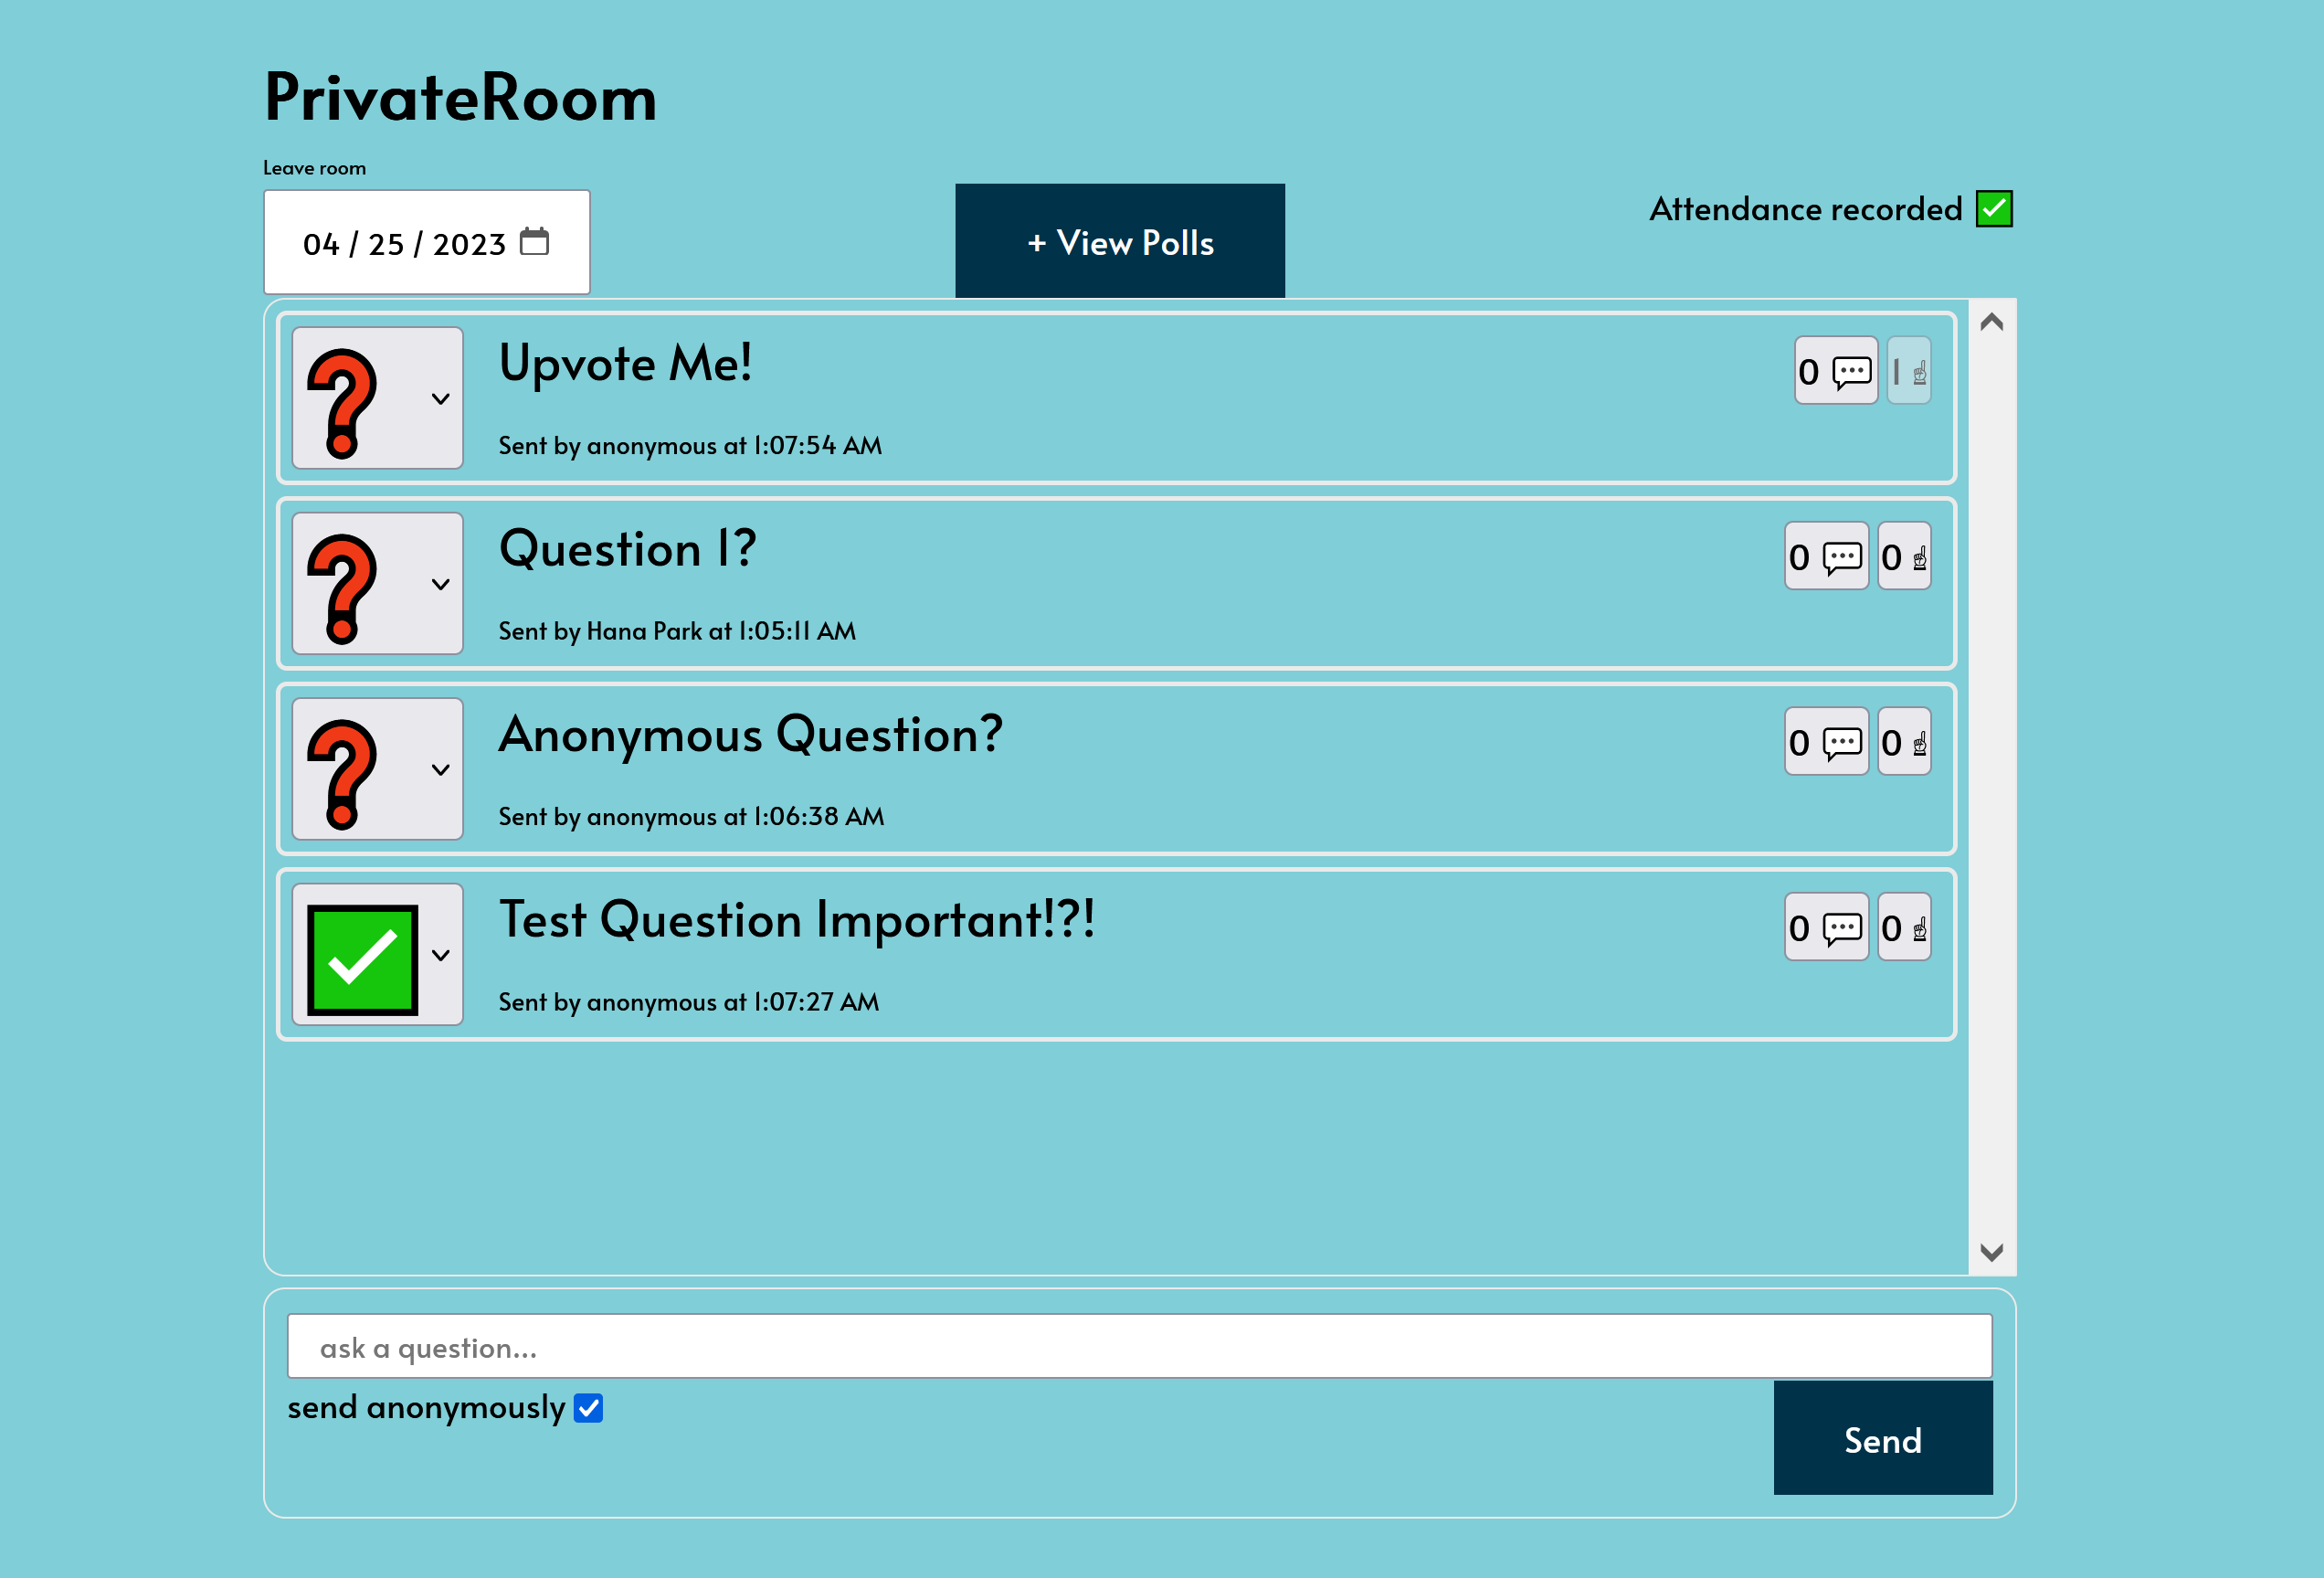 PrivateRoom
Leave room
04 / 25 / 2023
+ View Polls
Attendance recorded
Upvote Me!
0
1
Sent by anonymous at 1:07:54 AM
Question 1?
0
0
Sent by Hana Park at 1:05:11 AM
Anonymous Question?
0
0
Sent by anonymous at 1:06:38 AM
Test Question Important!?!
0
0
Sent by anonymous at 1:07:27 AM
ask a question...
send anonymously
Send